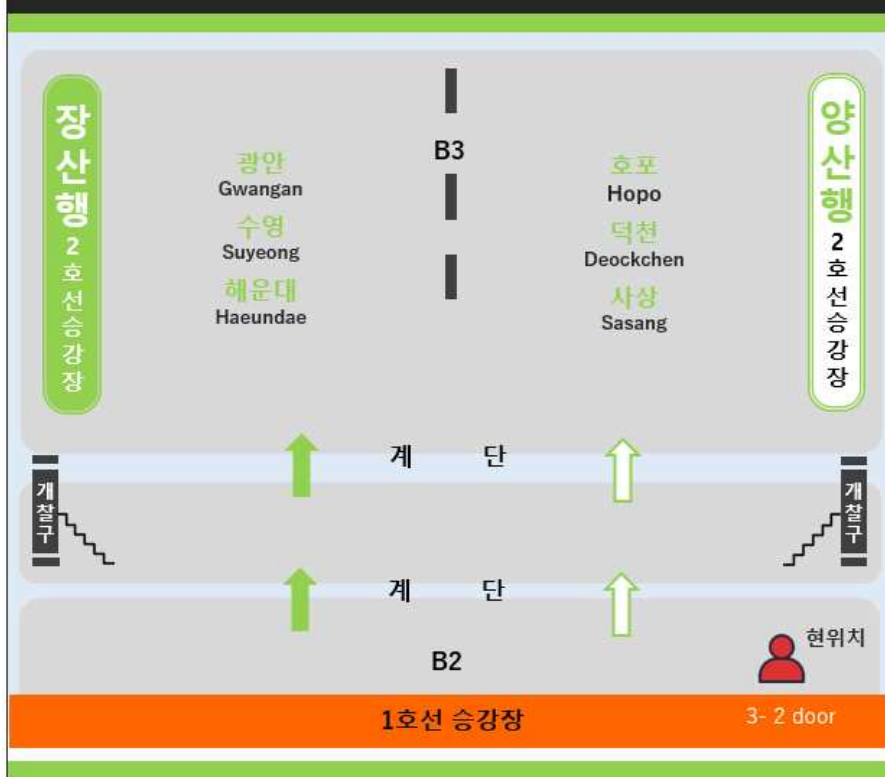 장산행 2호선승강장
광안
Gwangan
수영
Suyeong
해운대
Haeundae
B3
호포
Hopo
덕천
Deockchen
사상
Sasang
양산행 2호선승강장
계 단
개찰구
개찰구
계 단
B2
현위치
1호선 승강장
3- 2 door